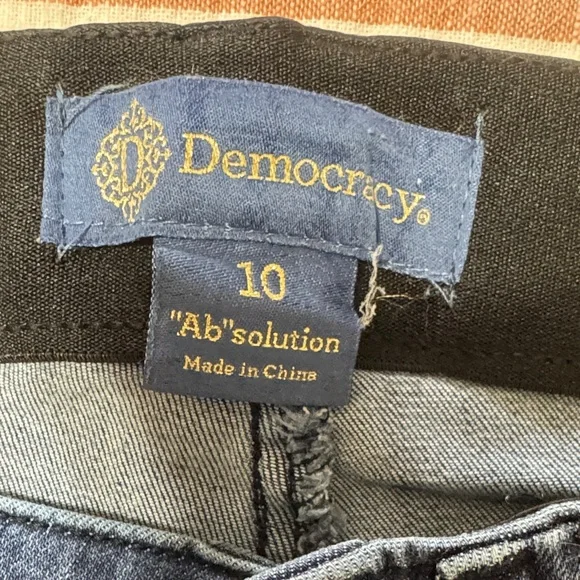 D
Democracy®
10
"Ab"solution
Made in China